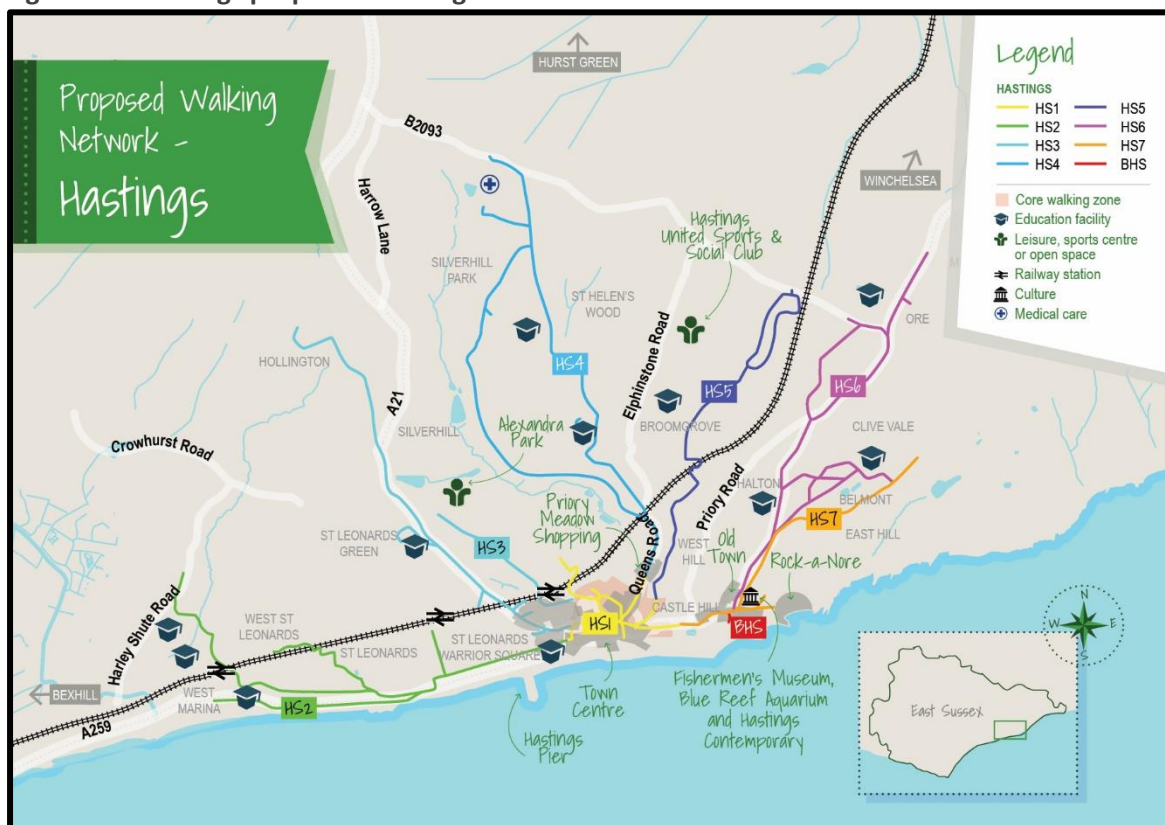 Proposed Walking
Network -
Hastings
HURST GREEN
B2093
WINCHELSEA
Legend
HASTINGS
HS1
HS2
HS3
HS4
HS5
HS6
HS7
BHS
Core walking zone
Education facility
Leisure, sports centre
or open space
Railway station
Culture
Medical care
Harrow Lane
SILVERHILL
PARK
ST HELEN'S
WOOD
Hastings
United Sports &
Social Club
Elphinstone Road
ORE
HOLLINGTON
A21
HS4
HS5
HS6
SILVERHILL
Alexandra
Park
BROOMGROVE
CLIVE VALE
Crowhurst Road
Priory Road
HALTON
BELMONT
HS7
EAST HILL
ST LEONARDS
GREEN
HS3
Priory
Meadow
Shopping
Queens Road
WEST
HILL
Old
Town
Rock-a-Nore
Harley Shute Road
WEST ST
LEONARDS
ST LEONARDS
ST LEONARDS
WARRIOR SQUARE
HS1
CASTLE HILL
BHS
BEXHILL
WEST
MARINA
A259
HS2
Hastings
Pier
Town
Centre
Fishermen's Museum,
Blue Reef Aquarium
and Hastings
Contemporary
N
W
E
S
East Sussex